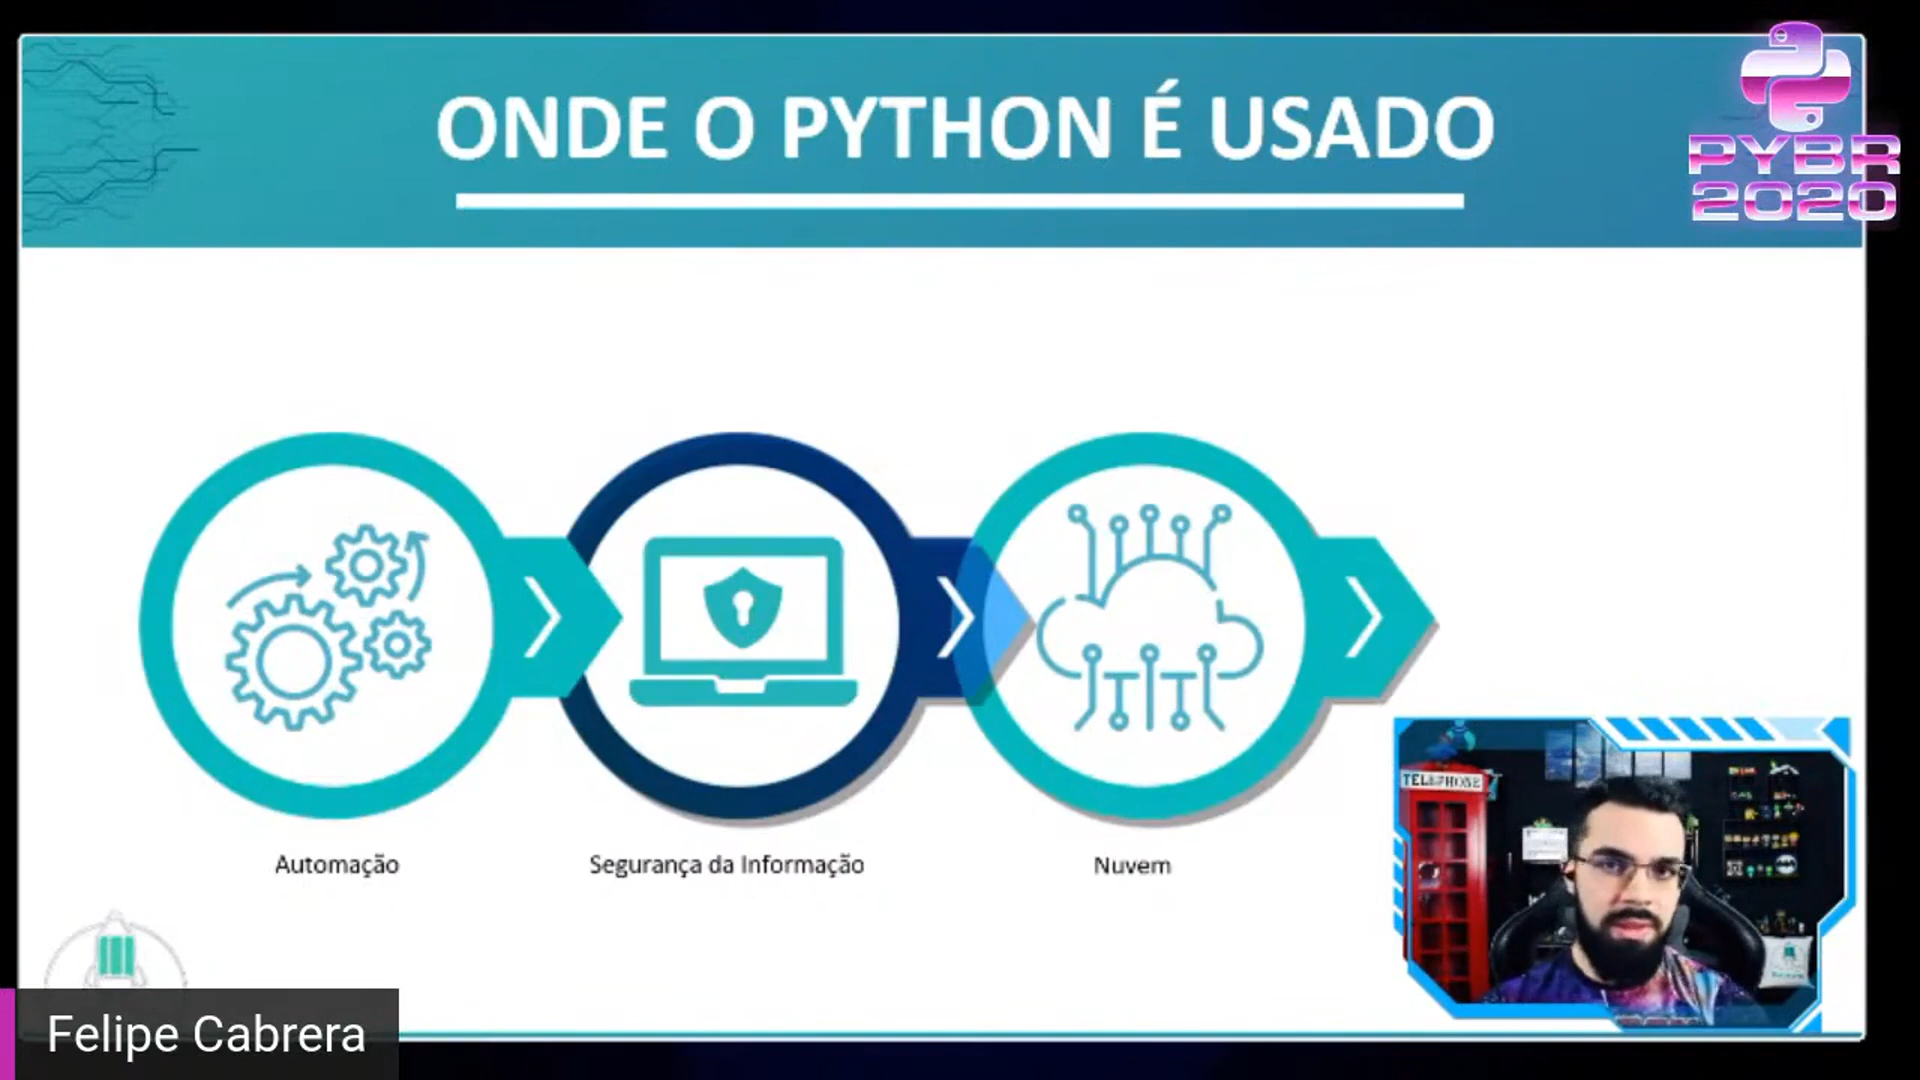 ONDE O PYTHON É USADO
PYBR
2020
Automação
Segurança da Informação
Nuvem
TELEPHONE
Felipe Cabrera